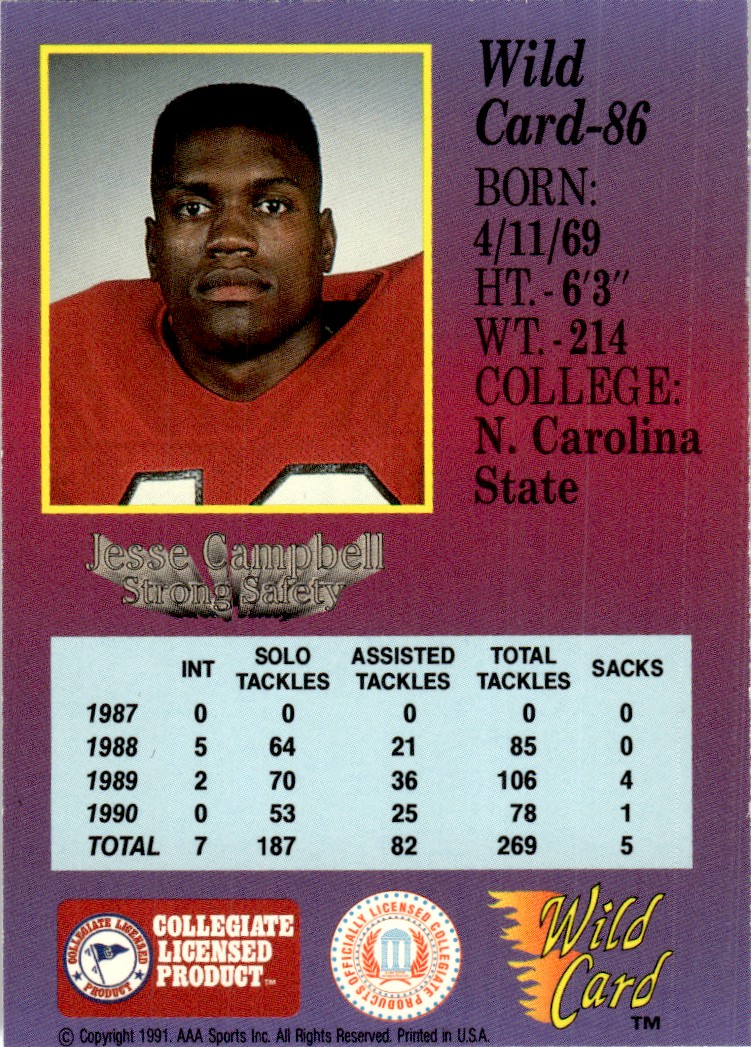 Wild
Card-86
BORN:
4/11/69
HT.-6'3"
WT.-214
COLLEGE:
N. Carolina
State
Jesse Campbell
Strong Safety
INT SOLO TACKLES ASSISTED TACKLES TOTAL TACKLES SACKS
1987 0 0 0 0 0
1988 5 64 21 85 0
1989 2 70 36 106 4
1990 0 53 25 78 1
TOTAL 7 187 82 269 5
COLLEGIATE LICENSED PRODUCT
COLLEGIATE
LICENSED
PRODUCT™
OFFICIALLY LICENSED COLLEGIATE PRODUCTS
Wild
Card
TM
© Copyright 1991. AAA Sports Inc. All Rights Reserved. Printed in U.S.A.